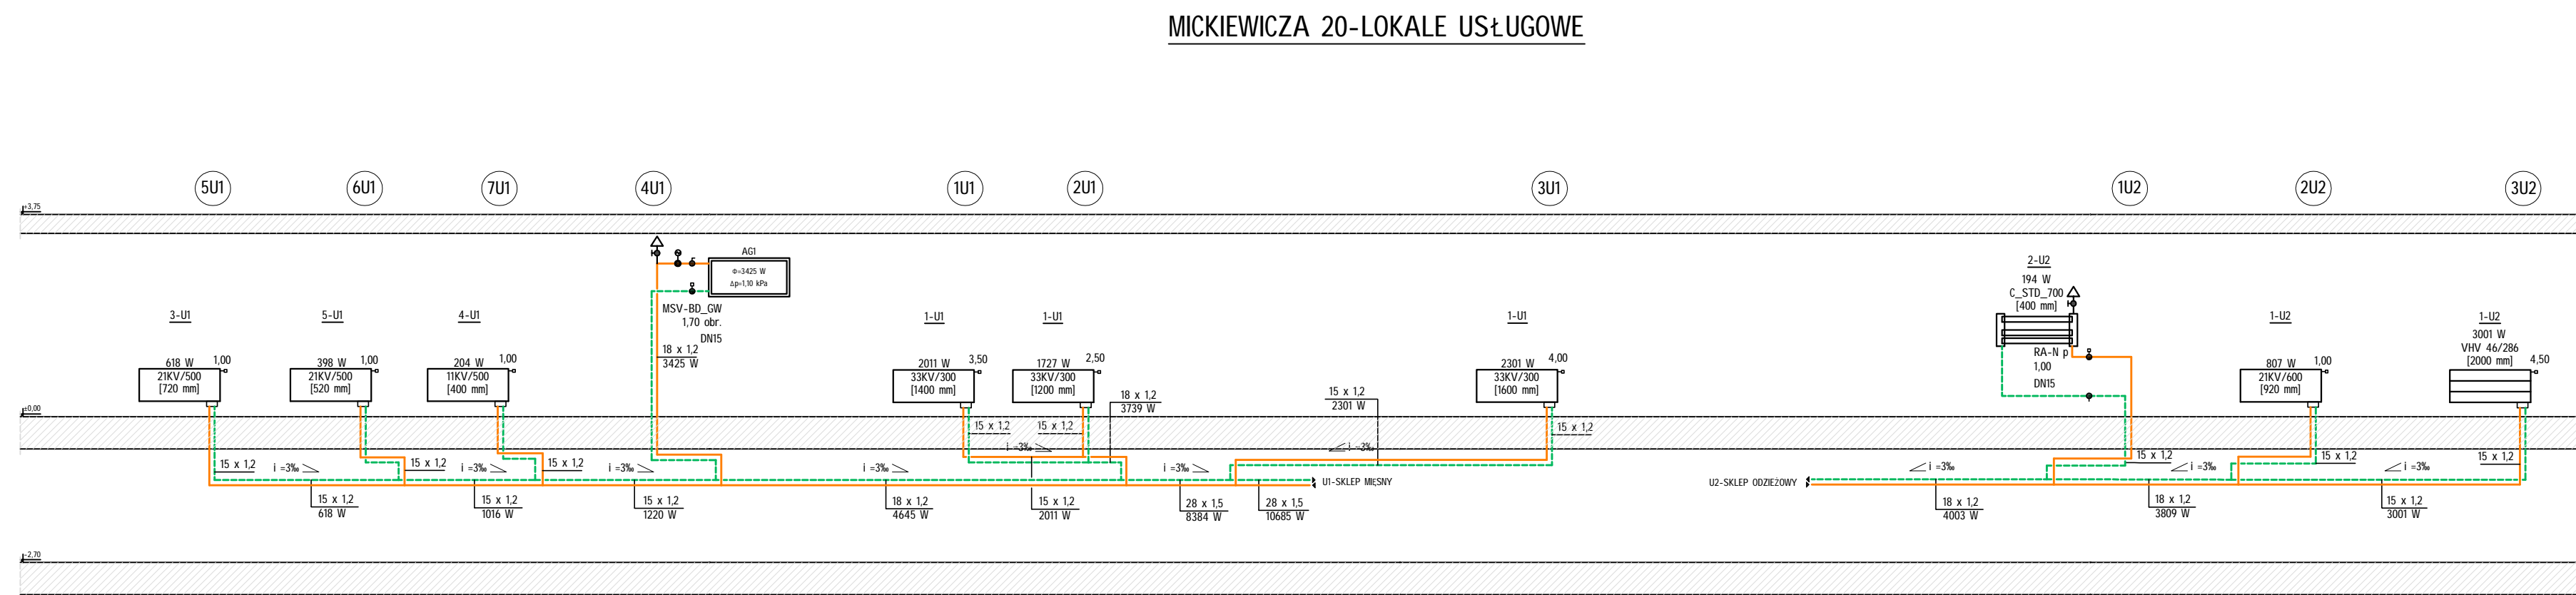 MICKIEWICZA 20-LOKALE USŁUGOWE
5U1
6U1
7U1
4U1
1U1
2U1
3U1
1U2
2U2
3U2
+3,75
3-U1
618 W
1,00
21KV/500
[720 mm]
5-U1
398 W
1,00
21KV/500
[520 mm]
4-U1
204 W
1,00
11KV/500
[400 mm]
AG1
Φ=3425 W
Δp=1,10 kPa
MSV-BD_GW
1,70 obr.
DN15
18 x 1,2
3425 W
1-U1
2011 W
3,50
33KV/300
[1400 mm]
1-U1
1727 W
2,50
33KV/300
[1200 mm]
18 x 1,2
3739 W
15 x 1,2
2301 W
1-U1
2301 W
4,00
33KV/300
[1600 mm]
2-U2
194 W
C_STD_700
[400 mm]
RA-N p
1,00
DN15
1-U2
807 W
1,00
21KV/600
[920 mm]
1-U2
3001 W
VHV 46/286
[2000 mm]
4,50
±0,00
15 x 1,2
15 x 1,2
15 x 1,2
i =3‰
i =3‰
15 x 1,2
i =3‰
15 x 1,2
i =3‰
15 x 1,2
i =3‰
i =3‰
i =3‰
i =3‰
15 x 1,2
i =3‰
15 x 1,2
i =3‰
15 x 1,2
U1-SKLEP MIĘSNY
U2-SKLEP ODZIEŻOWY
15 x 1,2
618 W
15 x 1,2
1016 W
15 x 1,2
1220 W
18 x 1,2
4645 W
15 x 1,2
2011 W
28 x 1,5
8384 W
28 x 1,5
10685 W
18 x 1,2
4003 W
18 x 1,2
3809 W
15 x 1,2
3001 W
-2,70